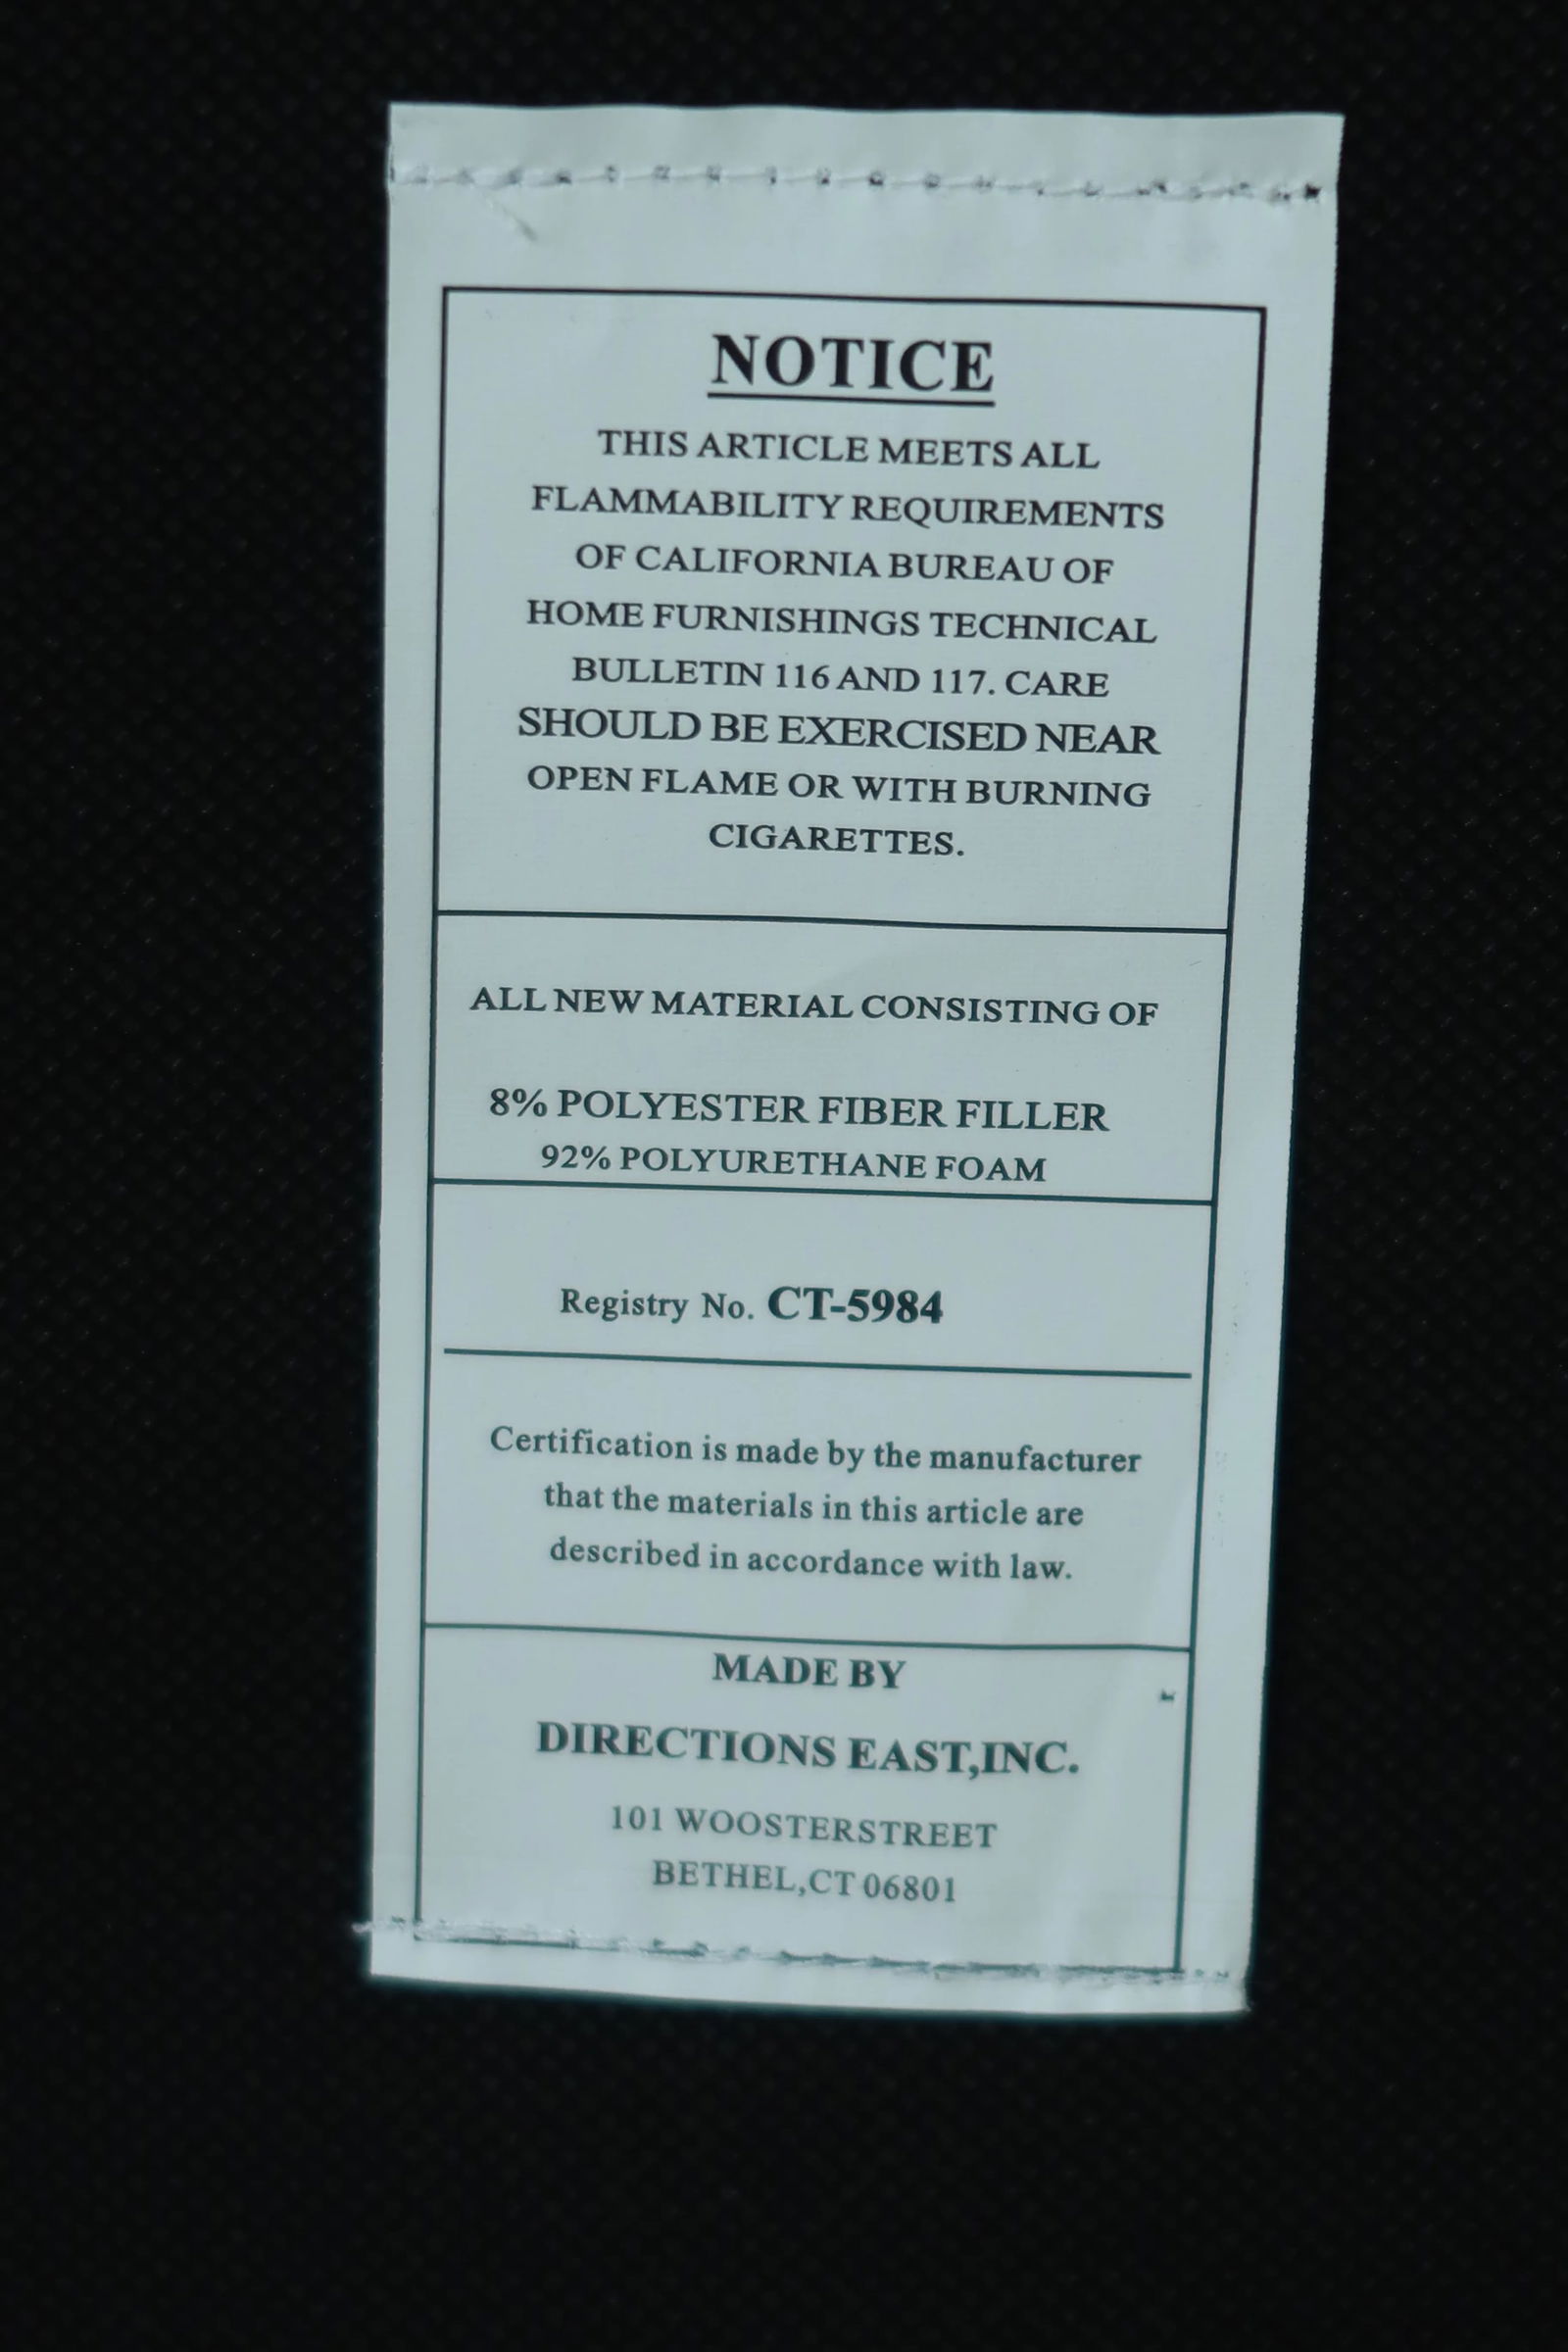 NOTICE
THIS ARTICLE MEETS ALL
FLAMMABILITY REQUIREMENTS
OF CALIFORNIA BUREAU OF
HOME FURNISHINGS TECHNICAL
BULLETIN 116 AND 117. CARE
SHOULD BE EXERCISED NEAR
OPEN FLAME OR WITH BURNING
CIGARETTES.
ALL NEW MATERIAL CONSISTING OF
8% POLYESTER FIBER FILLER
92% POLYURETHANE FOAM
Registry No. CT-5984
Certification is made by the manufacturer
that the materials in this article are
described in accordance with law.
MADE BY
DIRECTIONS EAST,INC.
101 WOOSTERSTREET
BETHEL,CT 06801